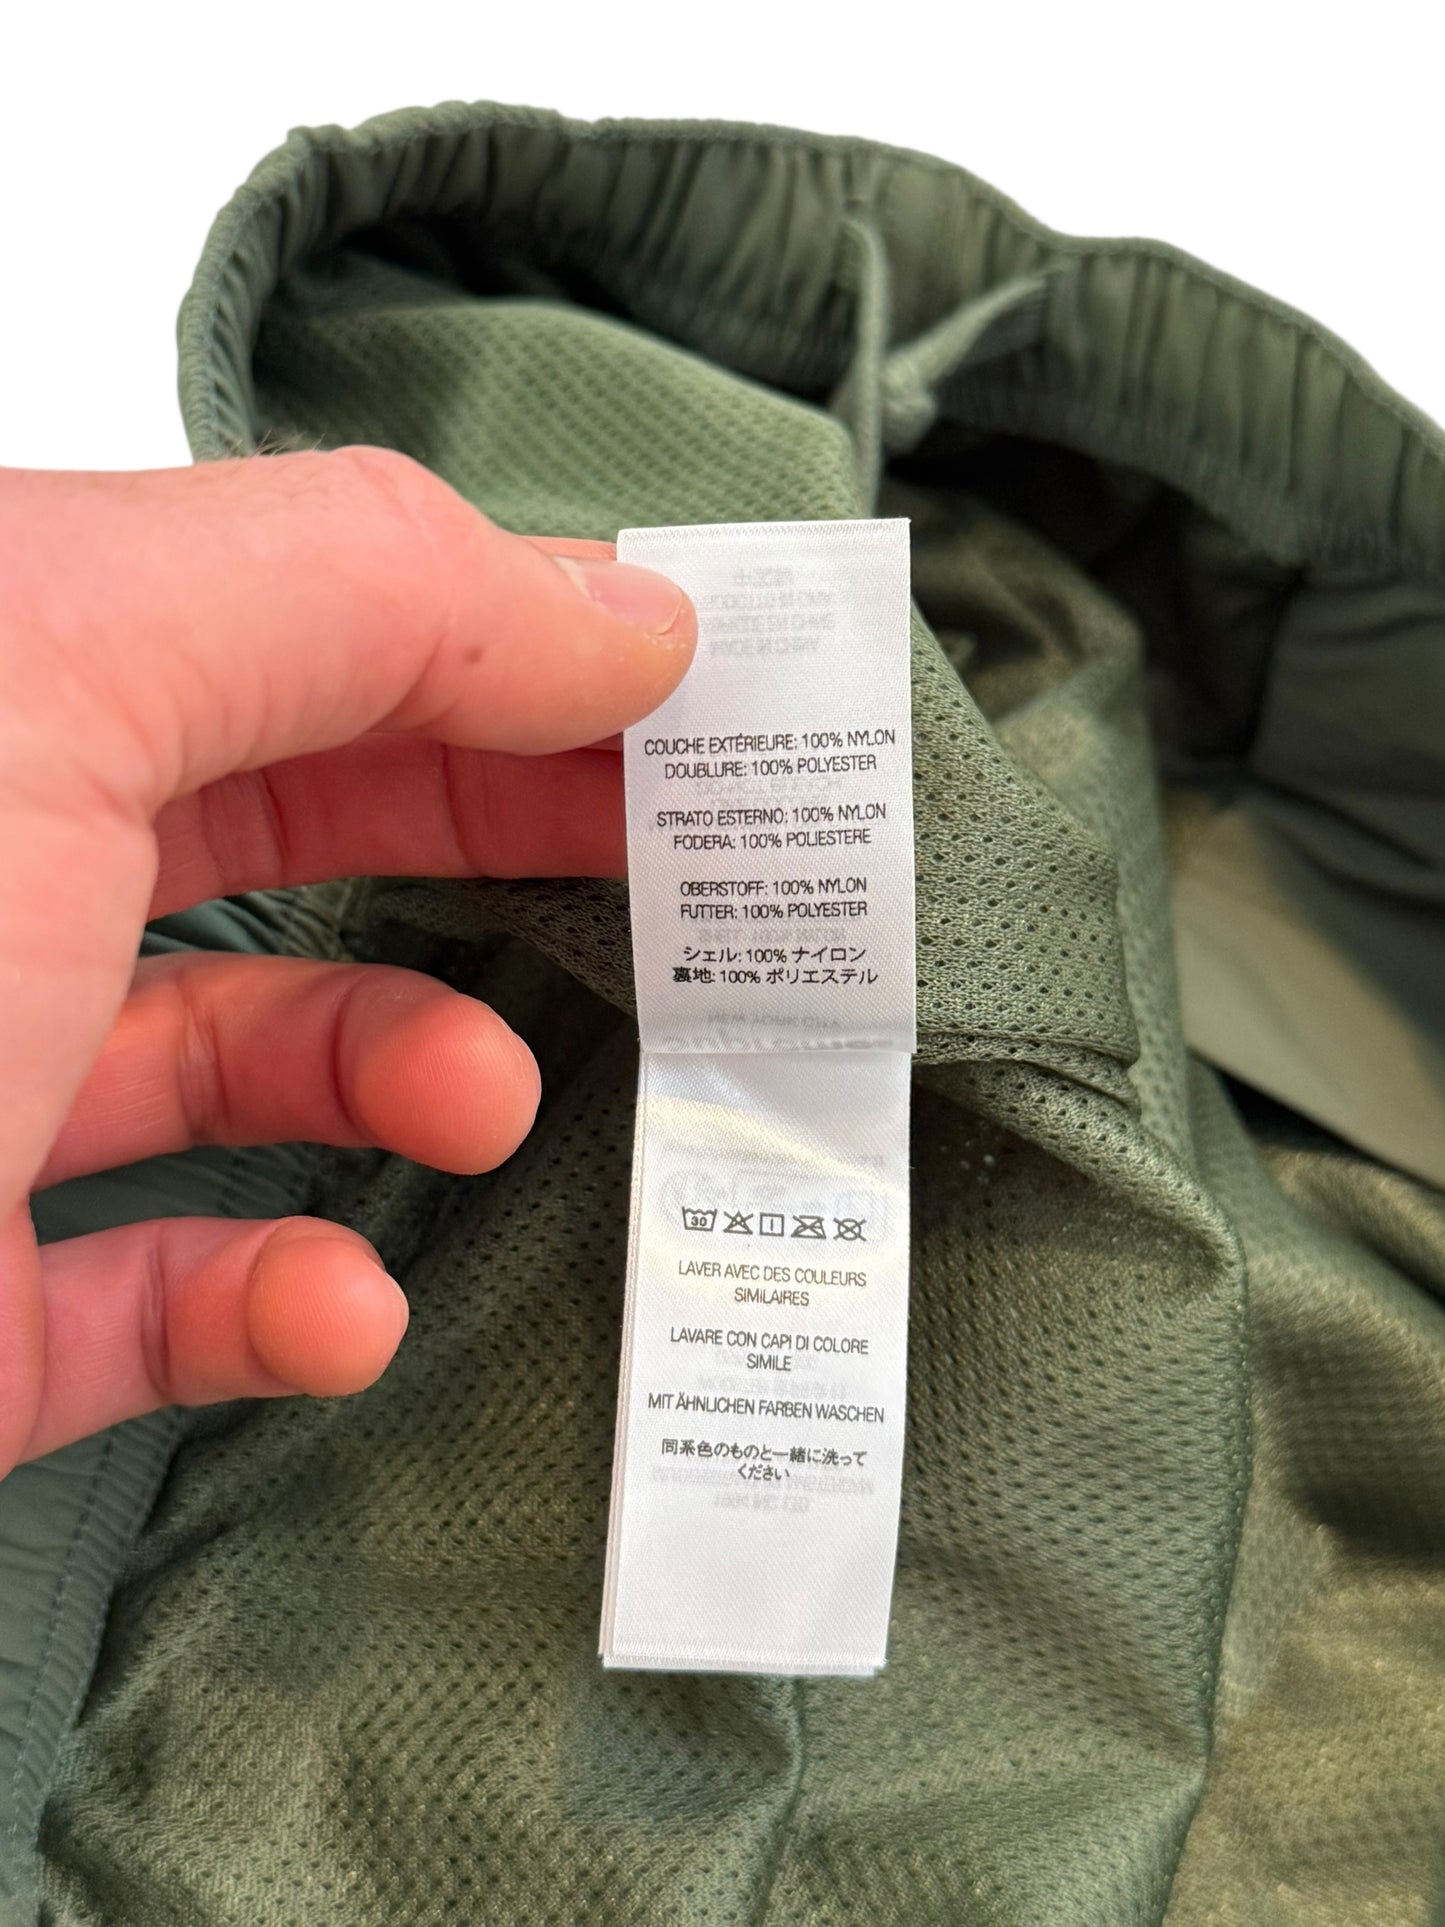 COUCHE EXTÉRIEURE: 100% NYLON
DOUBLURE: 100% POLYESTER
STRATO ESTERNO: 100% NYLON
FODERA: 100% POLIESTERE
OBERSTOFF: 100% NYLON
FUTTER: 100% POLYESTER
シェル: 100% ナイロン
裏地: 100% ポリエステル
30
LAVER AVEC DES COULEURS
SIMILAIRES
LAVARE CON CAPI DI COLORE
SIMILE
MIT ÄHNLICHEN FARBEN WASCHEN
同系色のものと一緒に洗って
ください